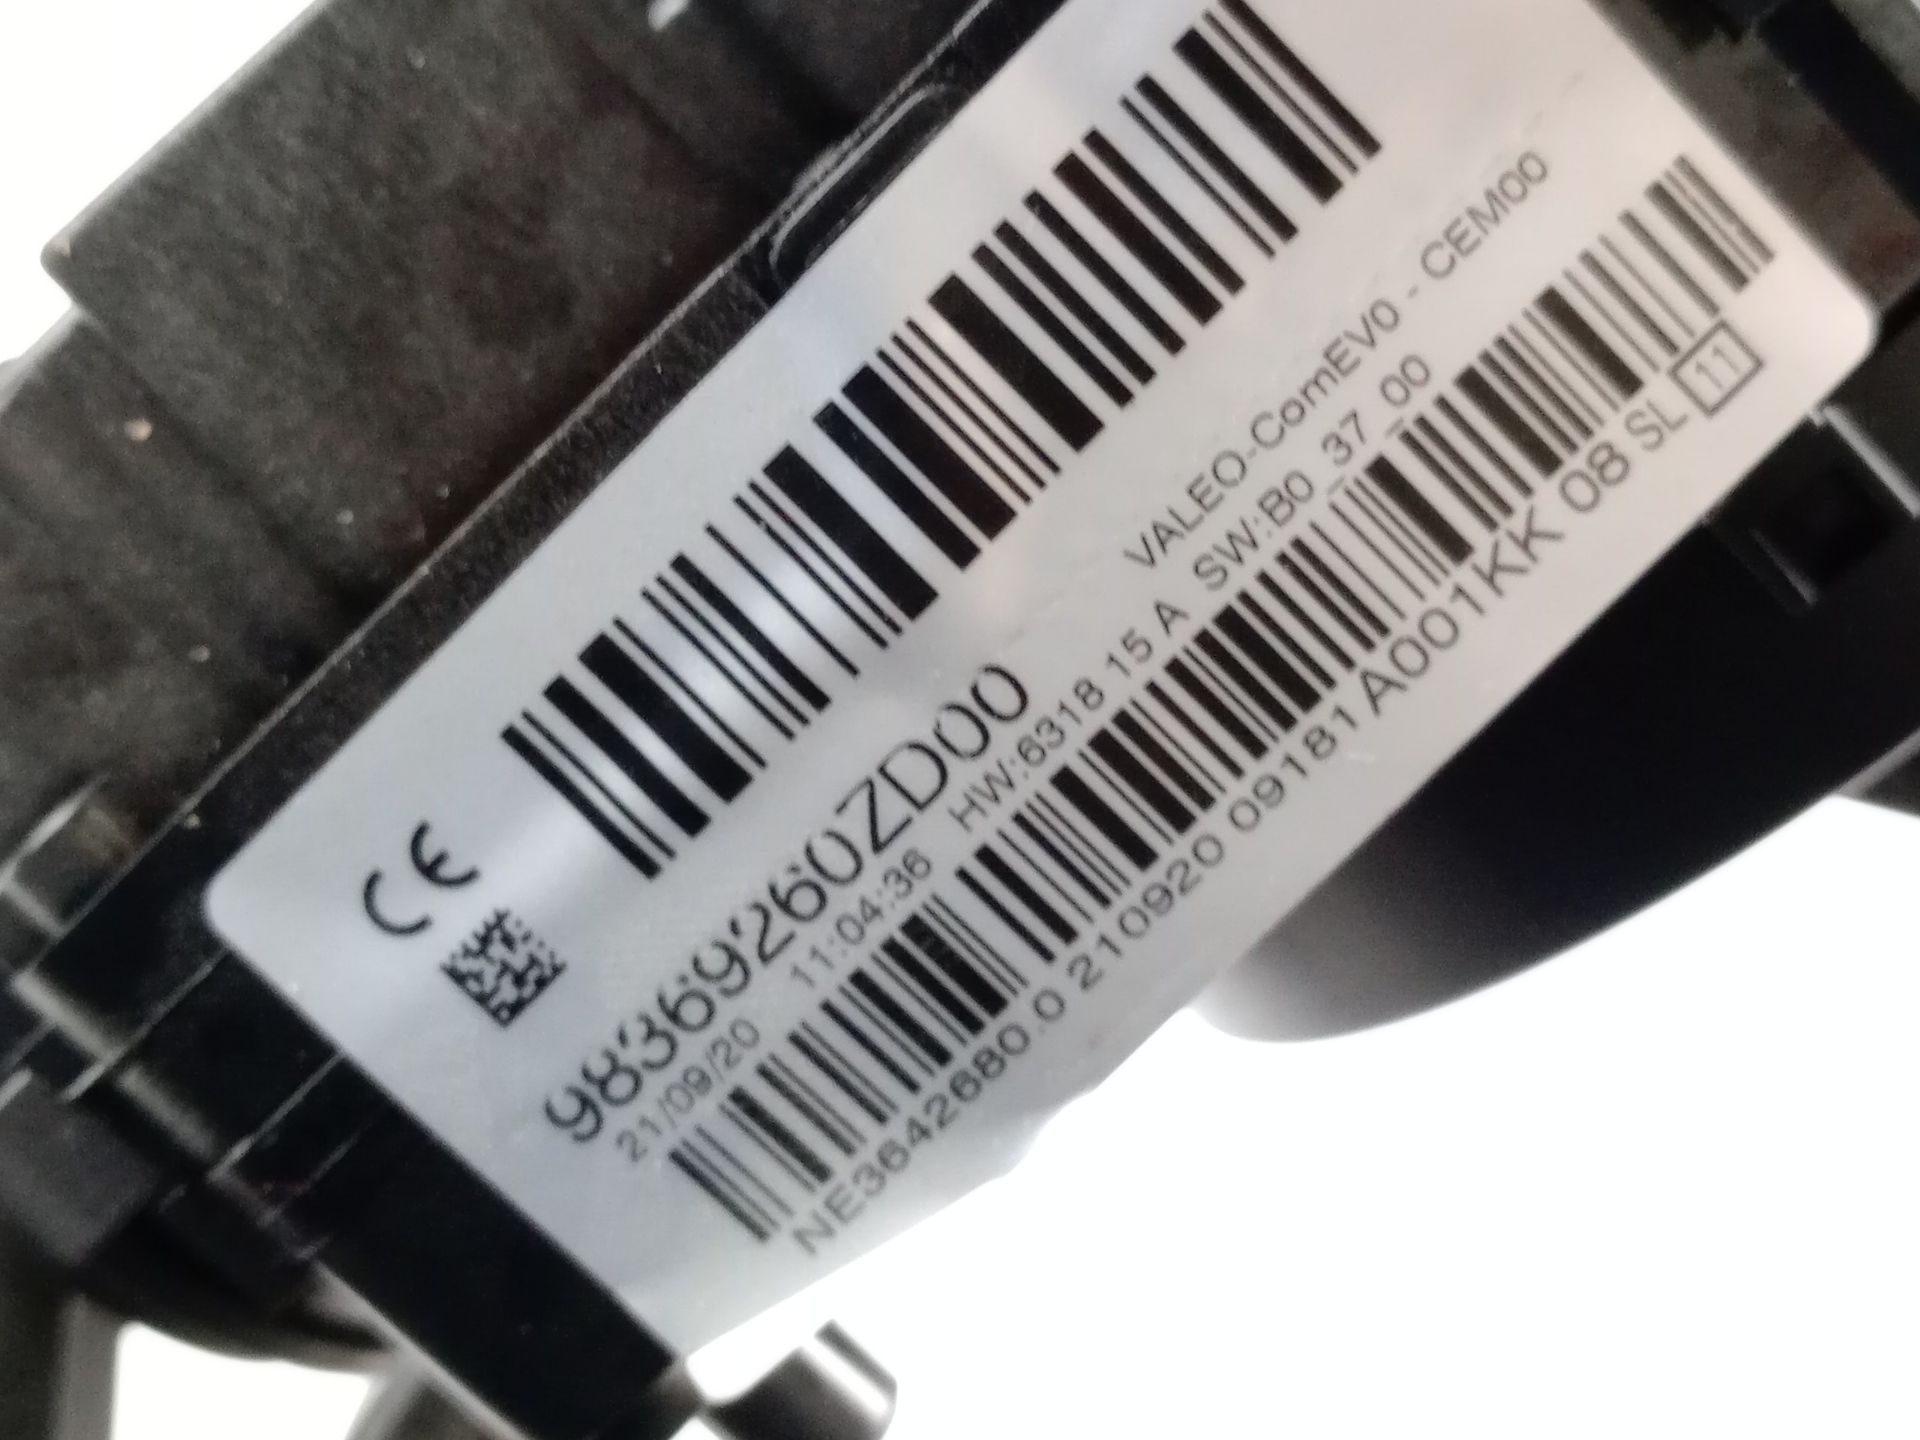 CE
98369260ZD00
VALEO-ComEV0 - CEM00
21/09/20 11:04:36 HW:6318 15 A SW:B0_37_00
NE3642680.0 210920 09181 A001KK 08 SL 11